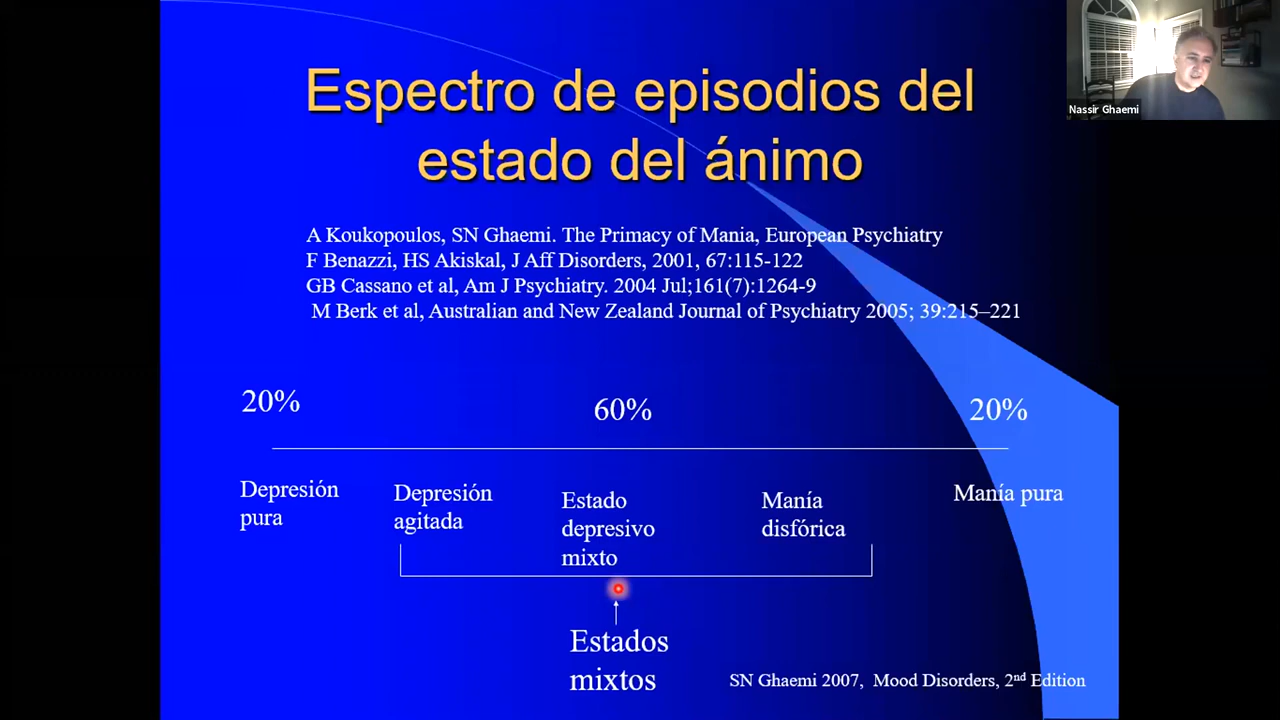 Espectro de episodios del
estado del ánimo
Nassir Ghaemi
A Koukopoulos, SN Ghaemi. The Primacy of Mania, European Psychiatry
F Benazzi, HS Akiskal, J Aff Disorders, 2001, 67:115-122
GB Cassano et al, Am J Psychiatry. 2004 Jul;161(7):1264-9
M Berk et al, Australian and New Zealand Journal of Psychiatry 2005; 39:215–221
20%
60%
20%
Depresión
pura
Depresión
agitada
Estado
depresivo
mixto
Manía
disfórica
Manía pura
Estados
mixtos
SN Ghaemi 2007, Mood Disorders, 2nd Edition